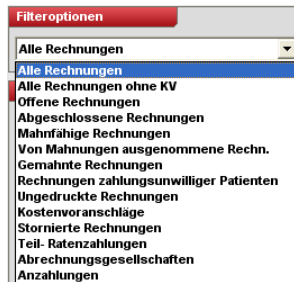 Filteroptionen
Alle Rechnungen
Alle Rechnungen
Alle Rechnungen ohne KV
Offene Rechnungen
Abgeschlossene Rechnungen
Mahnfähige Rechnungen
Von Mahnungen ausgenommene Rechn.
Gemahnte Rechnungen
Rechnungen zahlungsunwilliger Patienten
Ungedruckte Rechnungen
Kostenvoranschläge
Stornierte Rechnungen
Teil- Ratenzahlungen
Abrechnungsgesellschaften
Anzahlungen